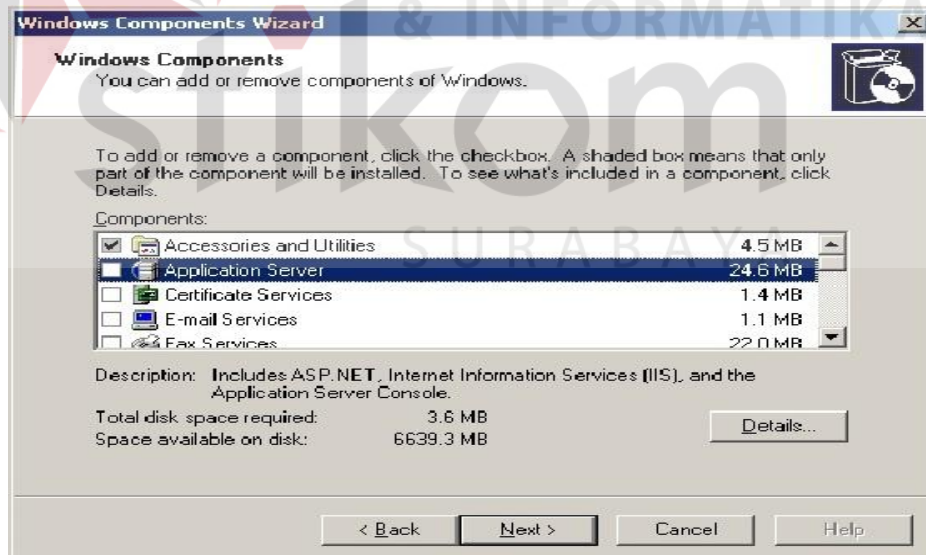 & INFORMATIKA
Windows Components Wizard
Windows Components
You can add or remove components of Windows.
stikom
To add or remove a component, click the checkbox. A shaded box means that only
part of the component will be installed. To see what's included in a component, click
Details.
Components:
SURABAYA
Accessories and Utilities 4.5 MB
Application Server 24.6 MB
Certificate Services 1.4 MB
E-mail Services 1.1 MB
Fax Services 22.0 MB
Description: Includes ASP.NET, Internet Information Services (IIS), and the
Application Server Console.
Total disk space required: 3.6 MB
Space available on disk: 6639.3 MB
Details...
< Back Next > Cancel Help